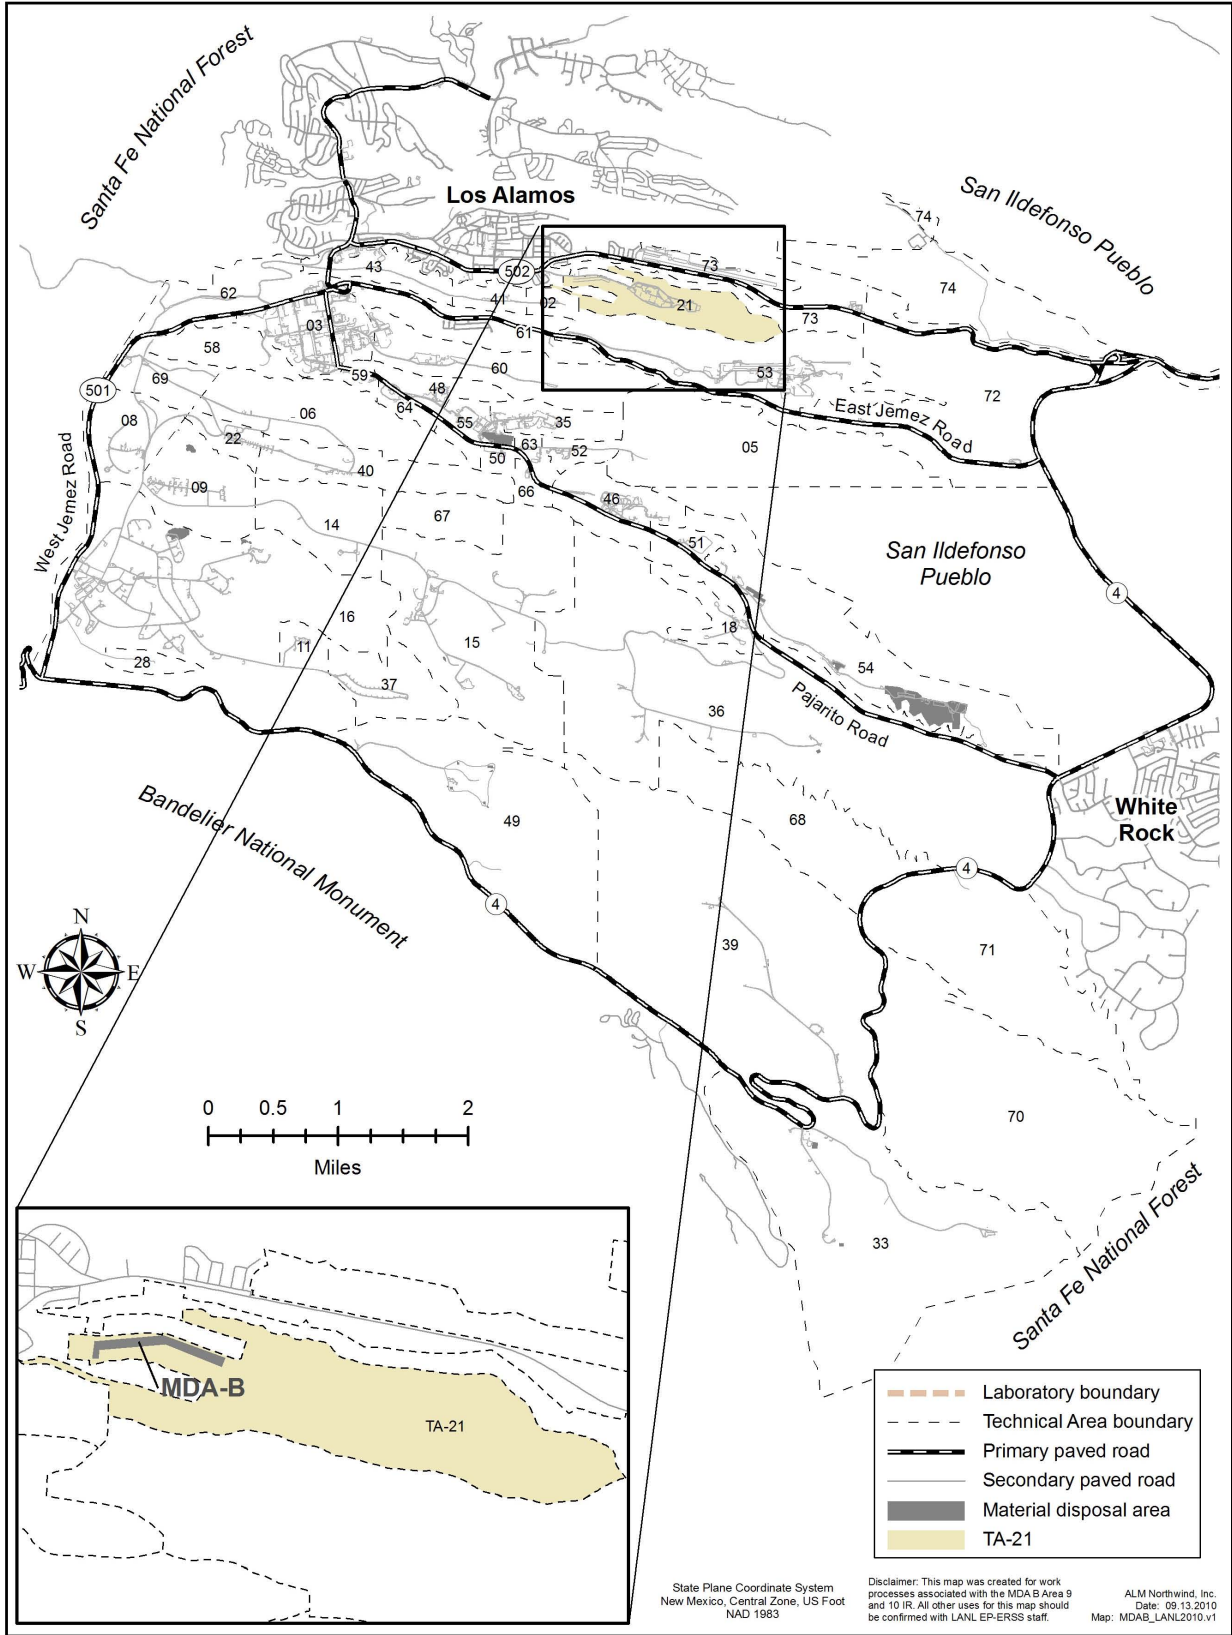 Santa Fe National Forest
Los Alamos
San Ildefonso Pueblo
74
74
43
502
73
62
41
02
21
73
03
61
58
59
60
53
72
501
69
48
64
East Jemez Road
08
06
55
35
22
63
52
05
50
40
West Jemez Road
09
66
46
14
67
51
San Ildefonso
Pueblo
4
16
18
11
15
28
54
37
36
Pajarito Road
Bandelier National Monument
49
68
White
Rock
4
4
39
71
N
W
E
S
0 0.5 1 2
Miles
70
33
Santa Fe National Forest
MDA-B
TA-21
Laboratory boundary
Technical Area boundary
Primary paved road
Secondary paved road
Material disposal area
TA-21
State Plane Coordinate System
New Mexico, Central Zone, US Foot
NAD 1983
Disclaimer: This map was created for work
processes associated with the MDA B Area 9
and 10 IR. All other uses for this map should
be confirmed with LANL EP-ERSS staff.
ALM Northwind, Inc.
Date: 09.13.2010
Map: MDAB_LANL2010.v1